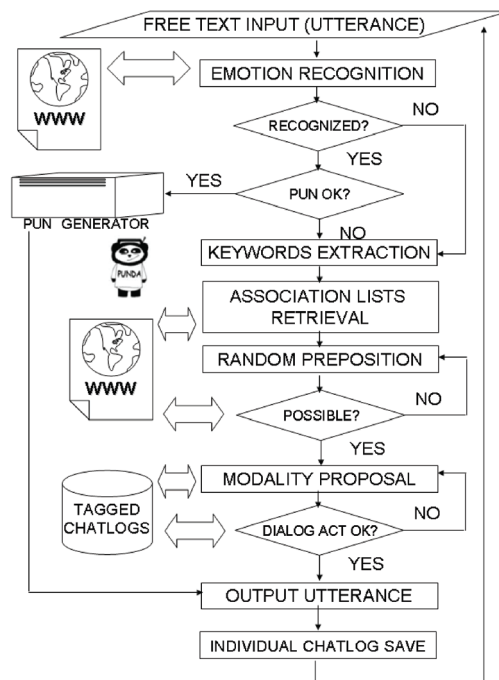 FREE TEXT INPUT (UTTERANCE)
EMOTION RECOGNITION
WWW
RECOGNIZED?
NO
YES
PUN OK?
YES
PUN GENERATOR
NO
KEYWORDS EXTRACTION
PUNDA
ASSOCIATION LISTS
RETRIEVAL
RANDOM PREPOSITION
WWW
POSSIBLE?
NO
YES
MODALITY PROPOSAL
TAGGED
CHATLOGS
DIALOG ACT OK?
NO
YES
OUTPUT UTTERANCE
INDIVIDUAL CHATLOG SAVE